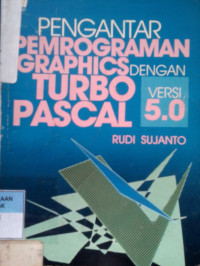 PENGANTAR
PEMROGRAMAN
GRAPHICS DENGAN
TURBO VERSI
PASCAL 5.0
RUDI SUJANTO